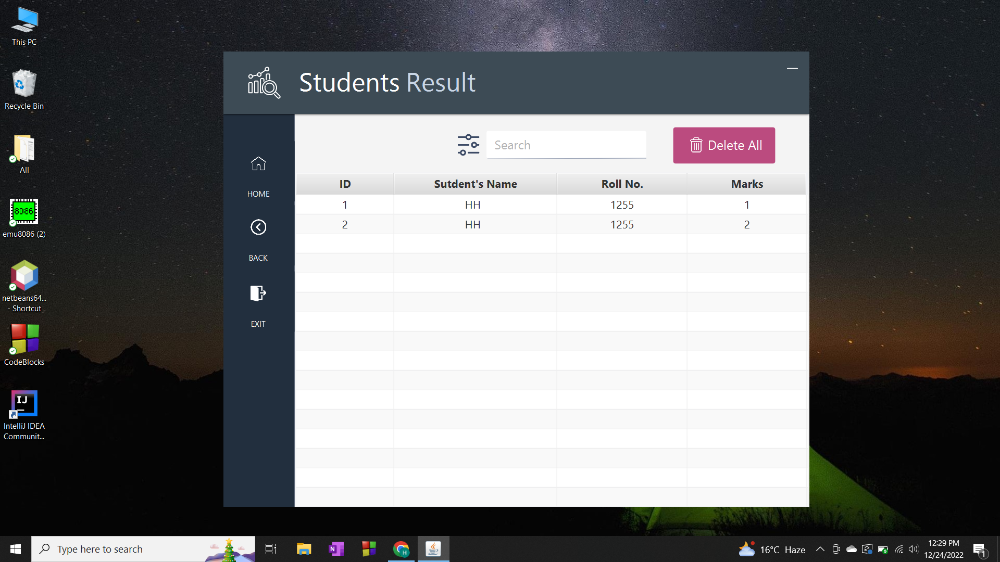 This PC
Recycle Bin
All
8086
emu8086 (2)
netbeans64...
- Shortcut
CodeBlocks
IJ
IntelliJ IDEA
Communit...
Students Result
HOME
BACK
EXIT
Search
Delete All
ID Sutdent's Name Roll No. Marks
1 HH 1255 1
2 HH 1255 2
Type here to search
N
H
16°C Haze
12:29 PM
12/24/2022
1